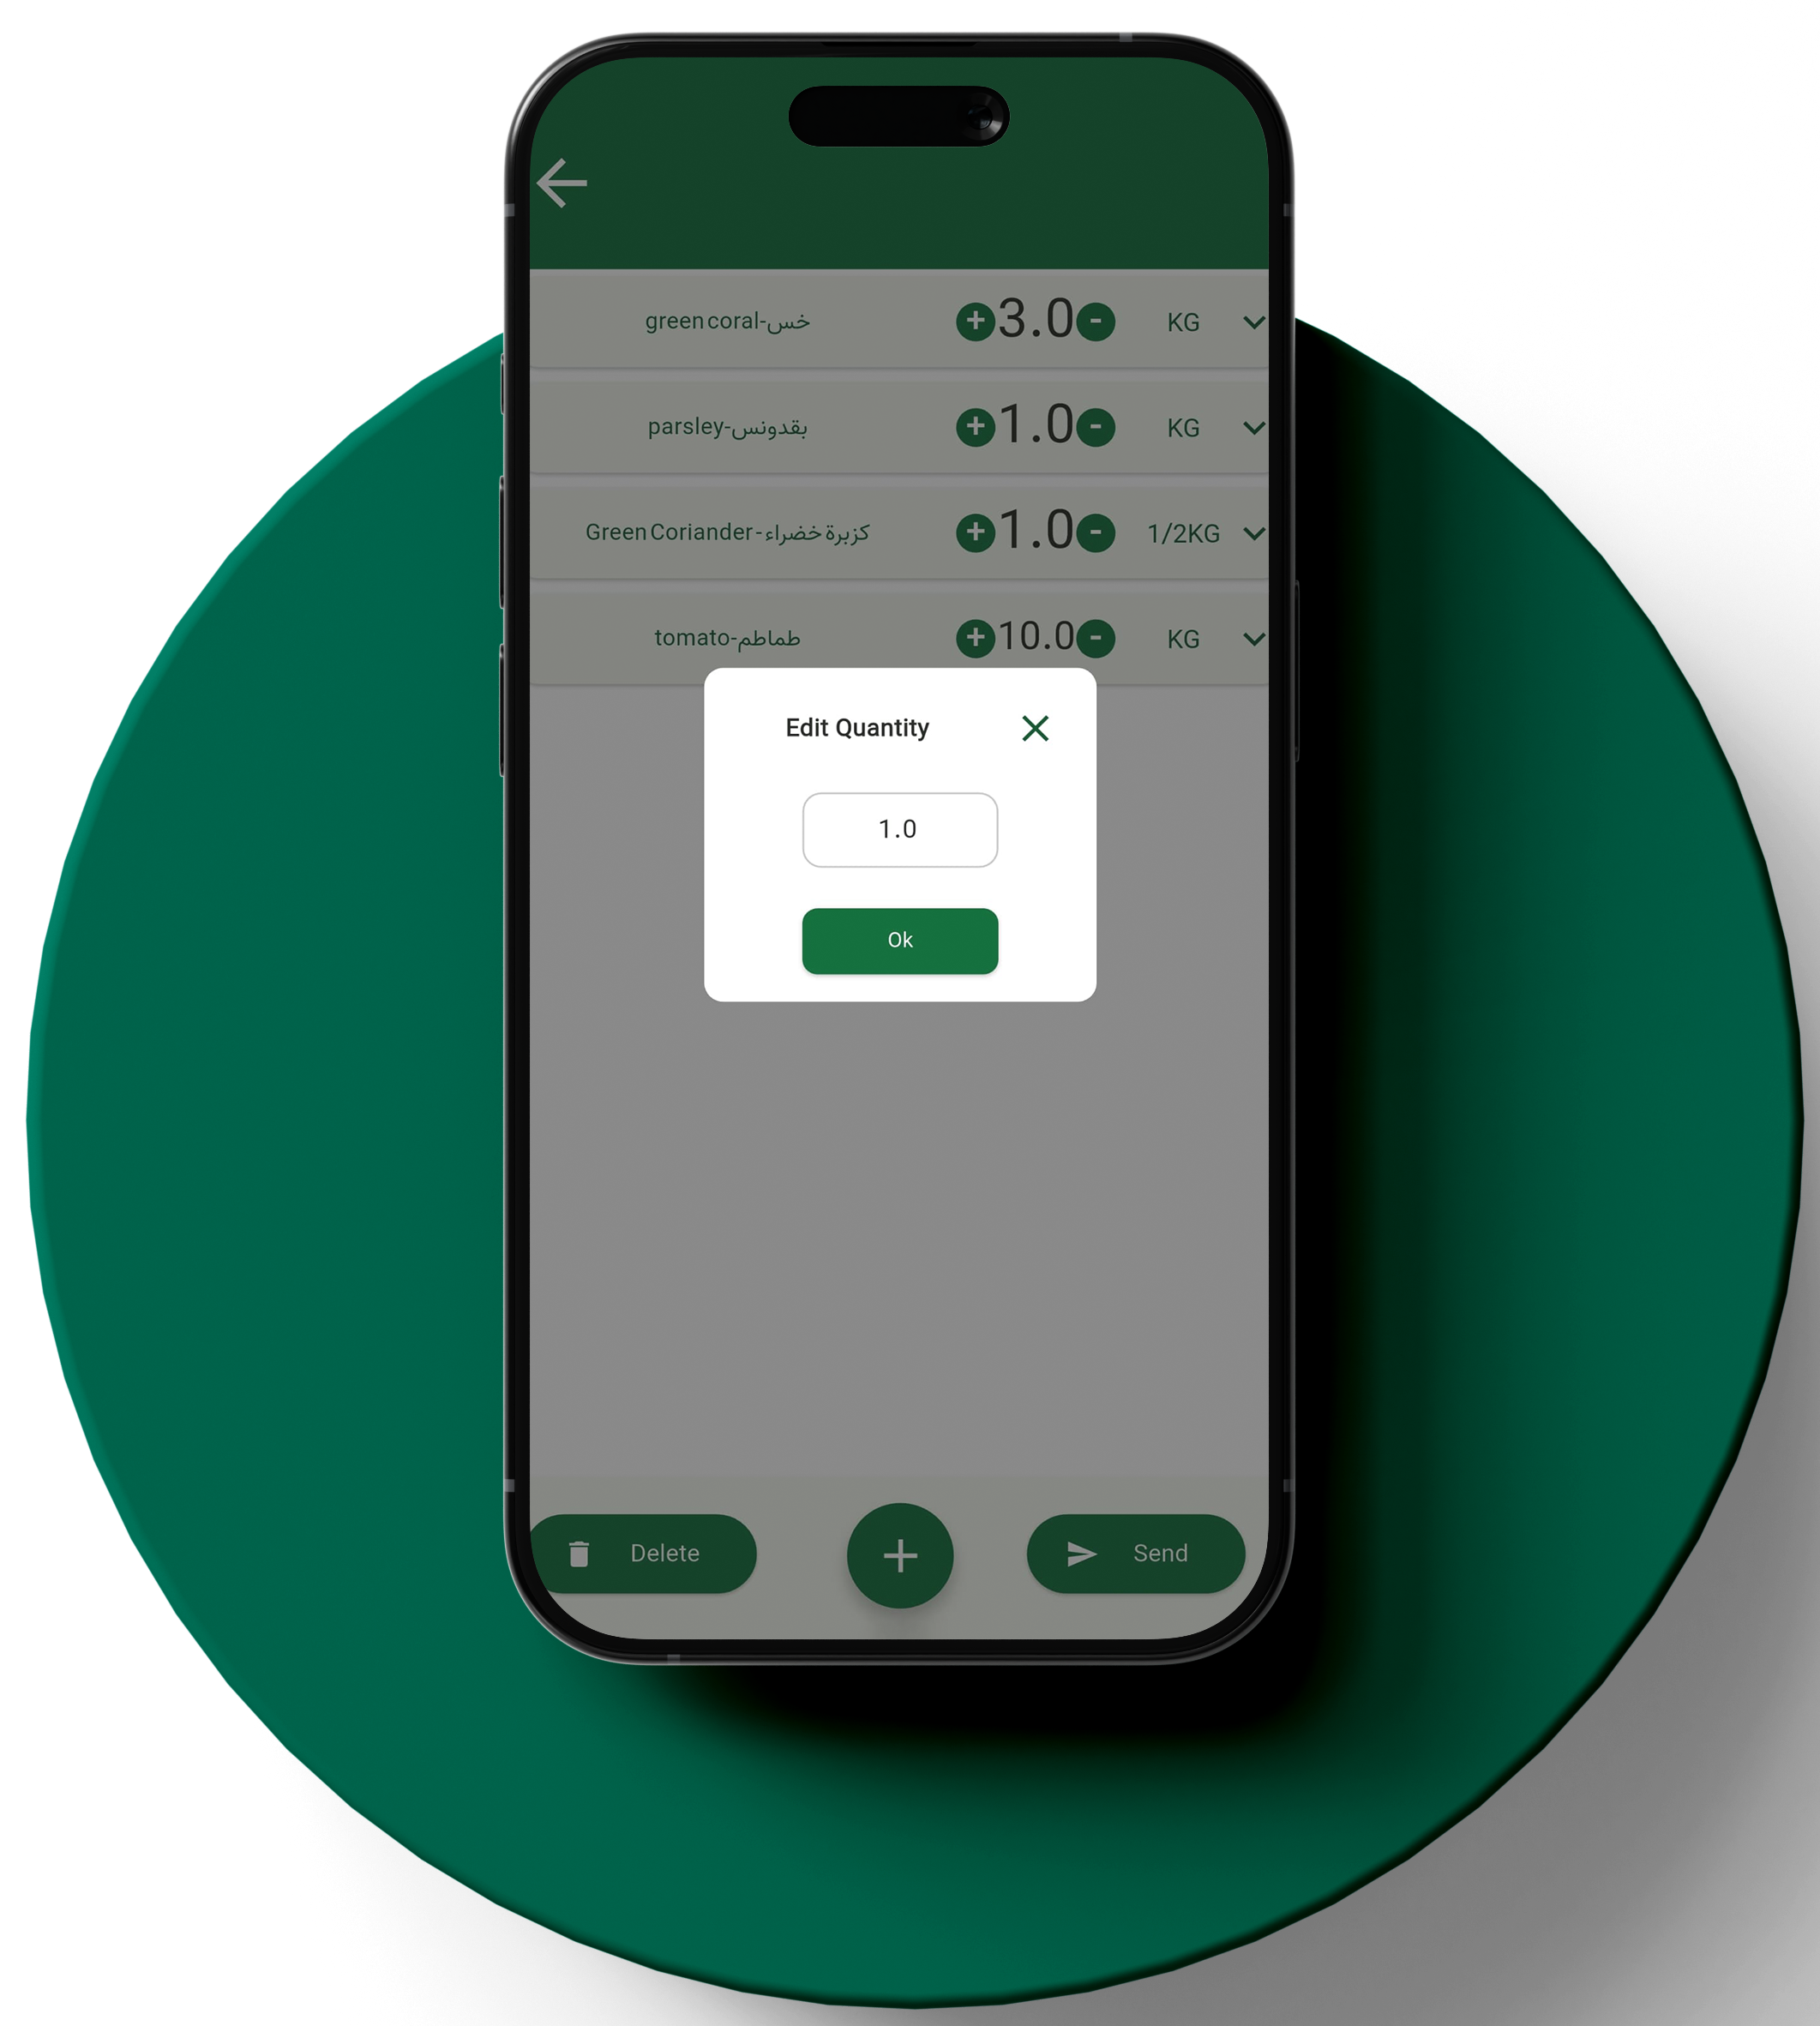 green coral-خس + 3.0 - KG
parsley-بقدونس + 1.0 - KG
Green Coriander-كزبرة خضراء + 1.0 - 1/2KG
tomato-طماطم + 10.0 - KG
Edit Quantity
1.0
Ok
Delete + Send